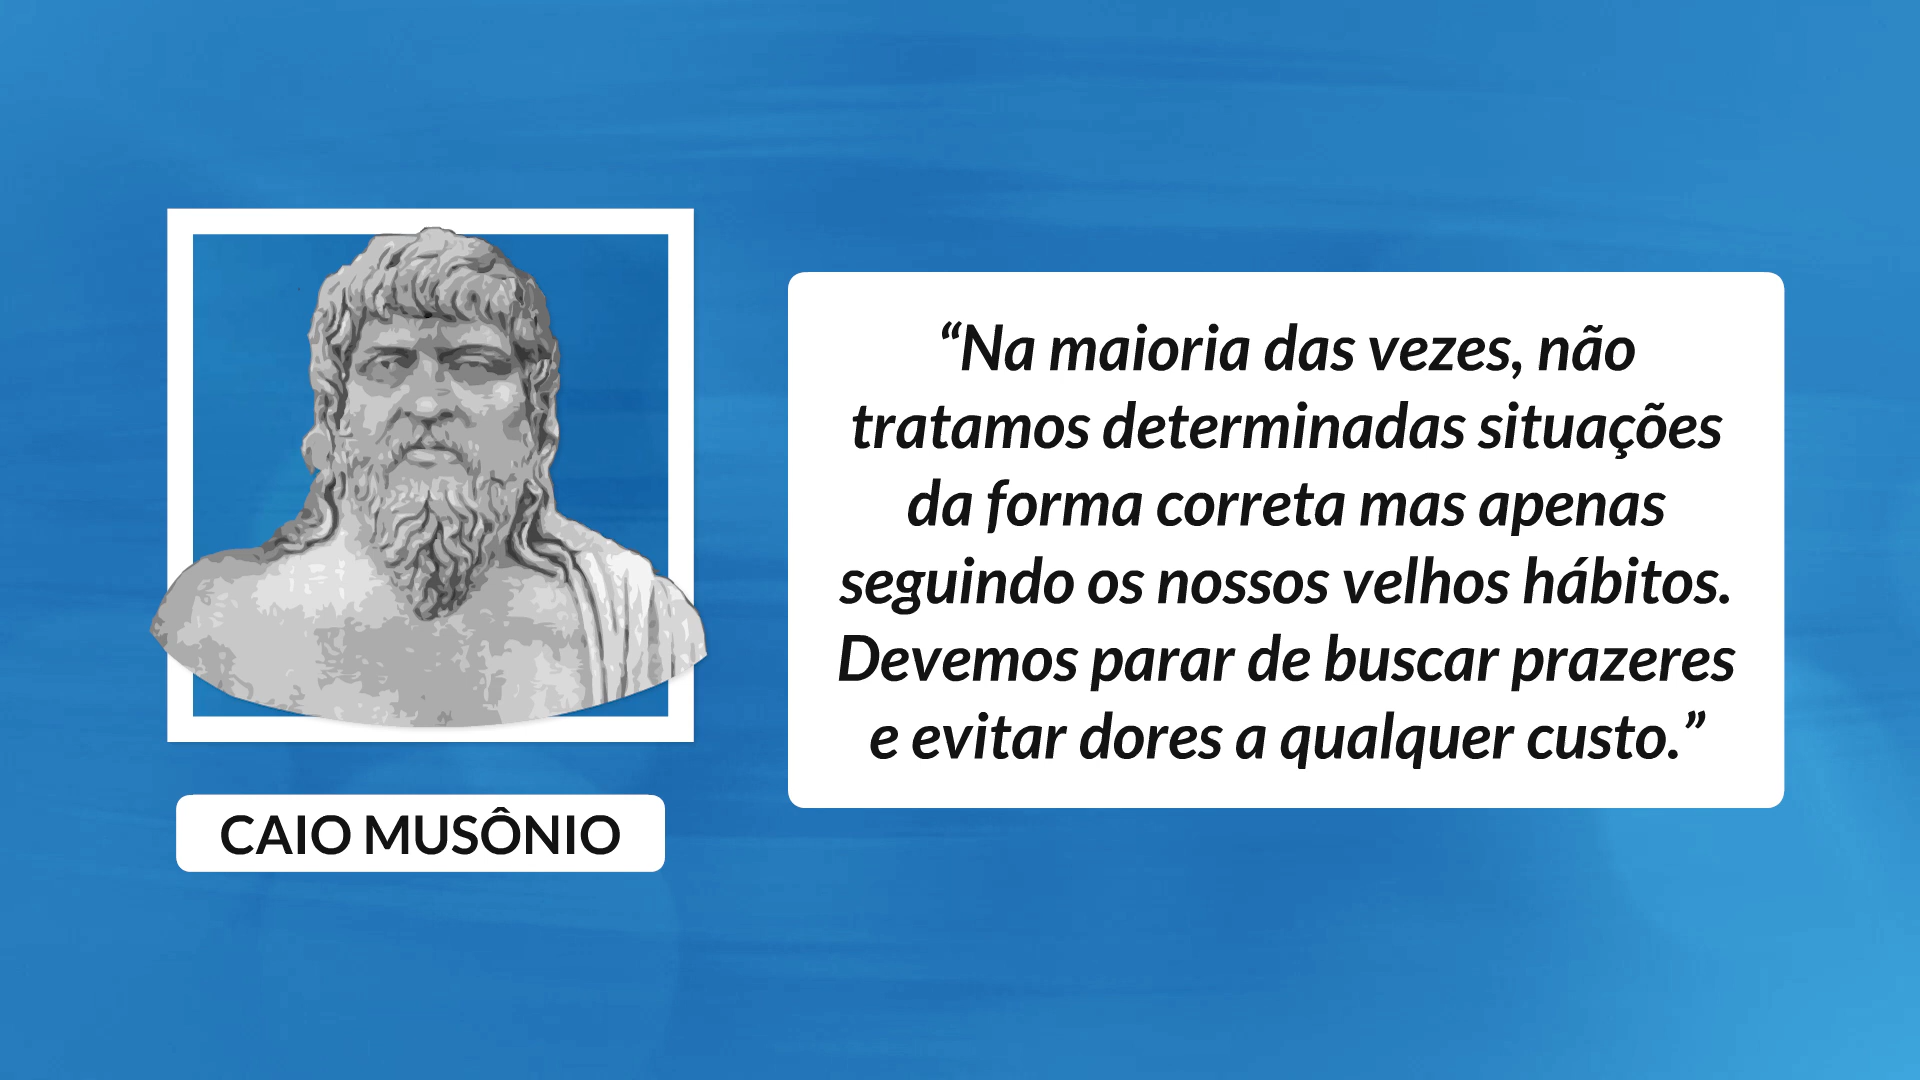 “Na maioria das vezes, não
tratamos determinadas situações
da forma correta mas apenas
seguindo os nossos velhos hábitos.
Devemos parar de buscar prazeres
e evitar dores a qualquer custo.”
CAIO MUSÔNIO